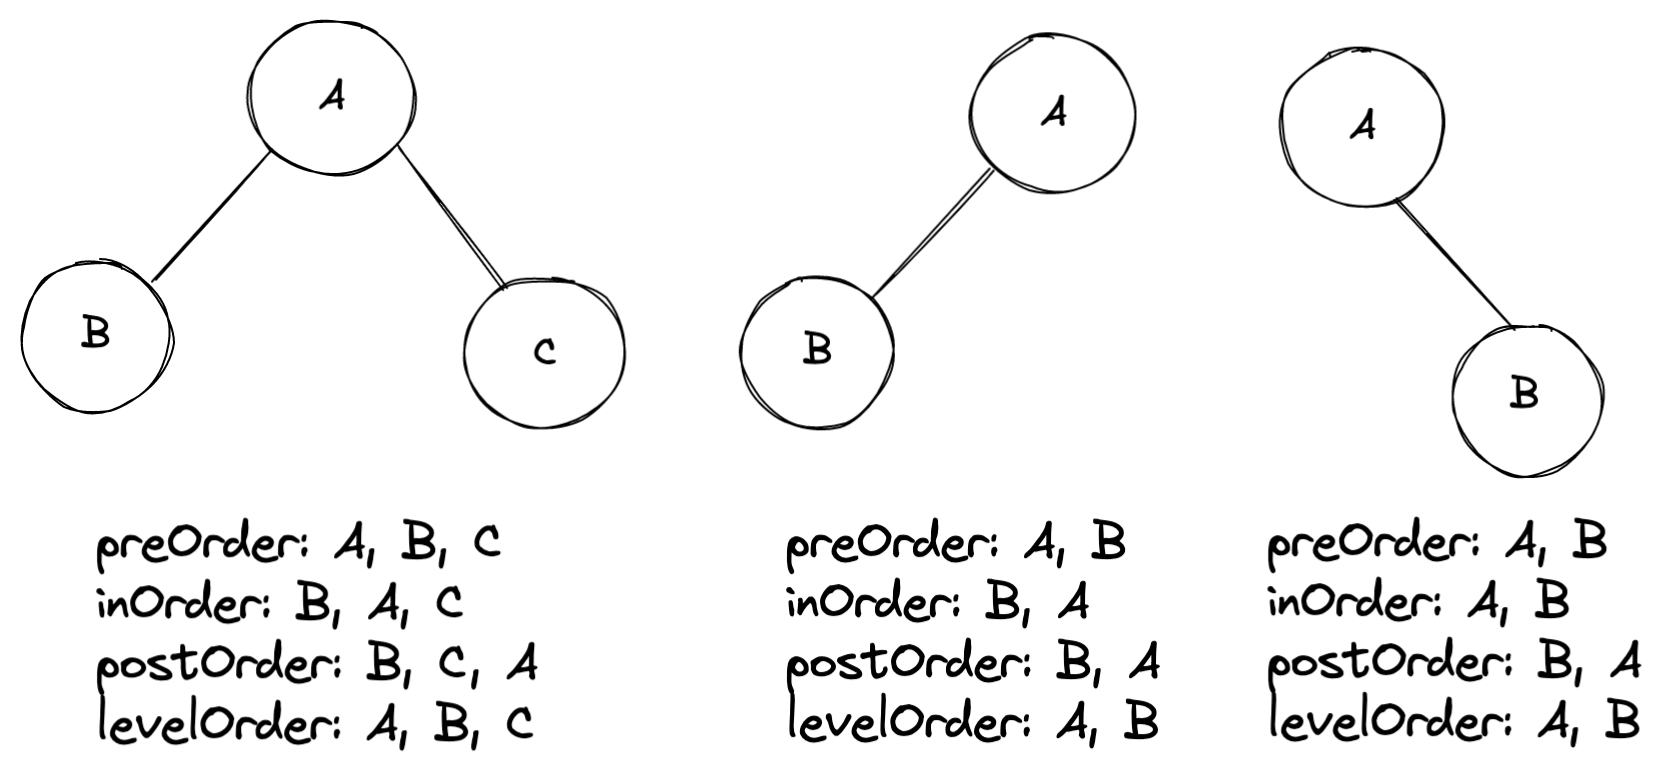 A
B
C
preOrder: A, B, C
inOrder: B, A, C
postOrder: B, C, A
levelOrder: A, B, C
A
B
preOrder: A, B
inOrder: B, A
postOrder: B, A
levelOrder: A, B
A
B
preOrder: A, B
inOrder: A, B
postOrder: B, A
levelOrder: A, B